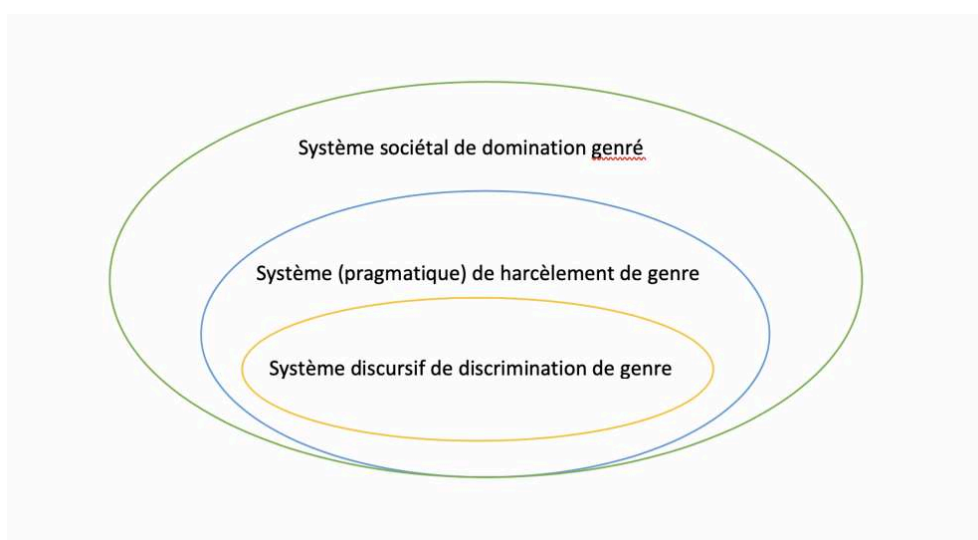 Système sociétal de domination genré
Système (pragmatique) de harcèlement de genre
Système discursif de discrimination de genre